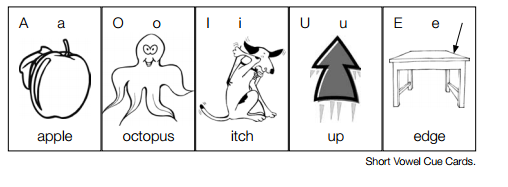 A a O o I i U u E e
apple octopus itch up edge
Short Vowel Cue Cards.